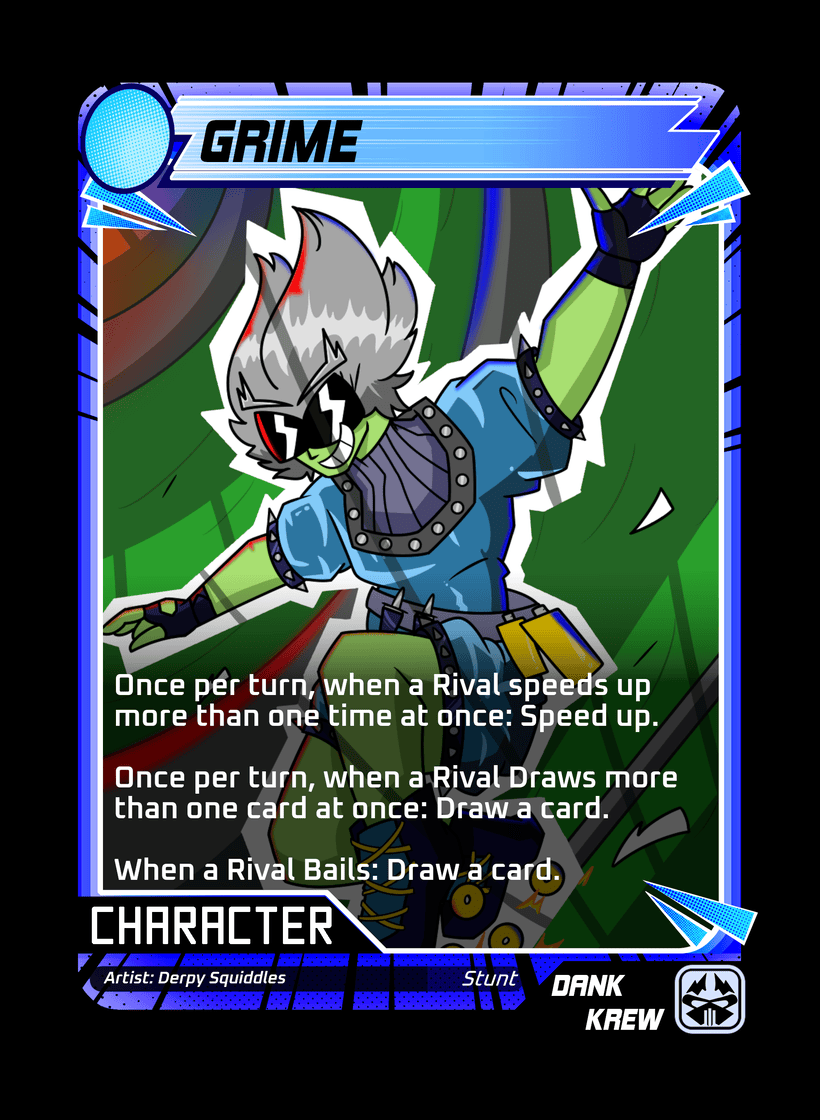 GRIME
Once per turn, when a Rival speeds up
more than one time at once: Speed up.
Once per turn, when a Rival Draws more
than one card at once: Draw a card.
When a Rival Bails: Draw a card.
CHARACTER
Artist: Derpy Squiddles
Stunt
DANK
KREW